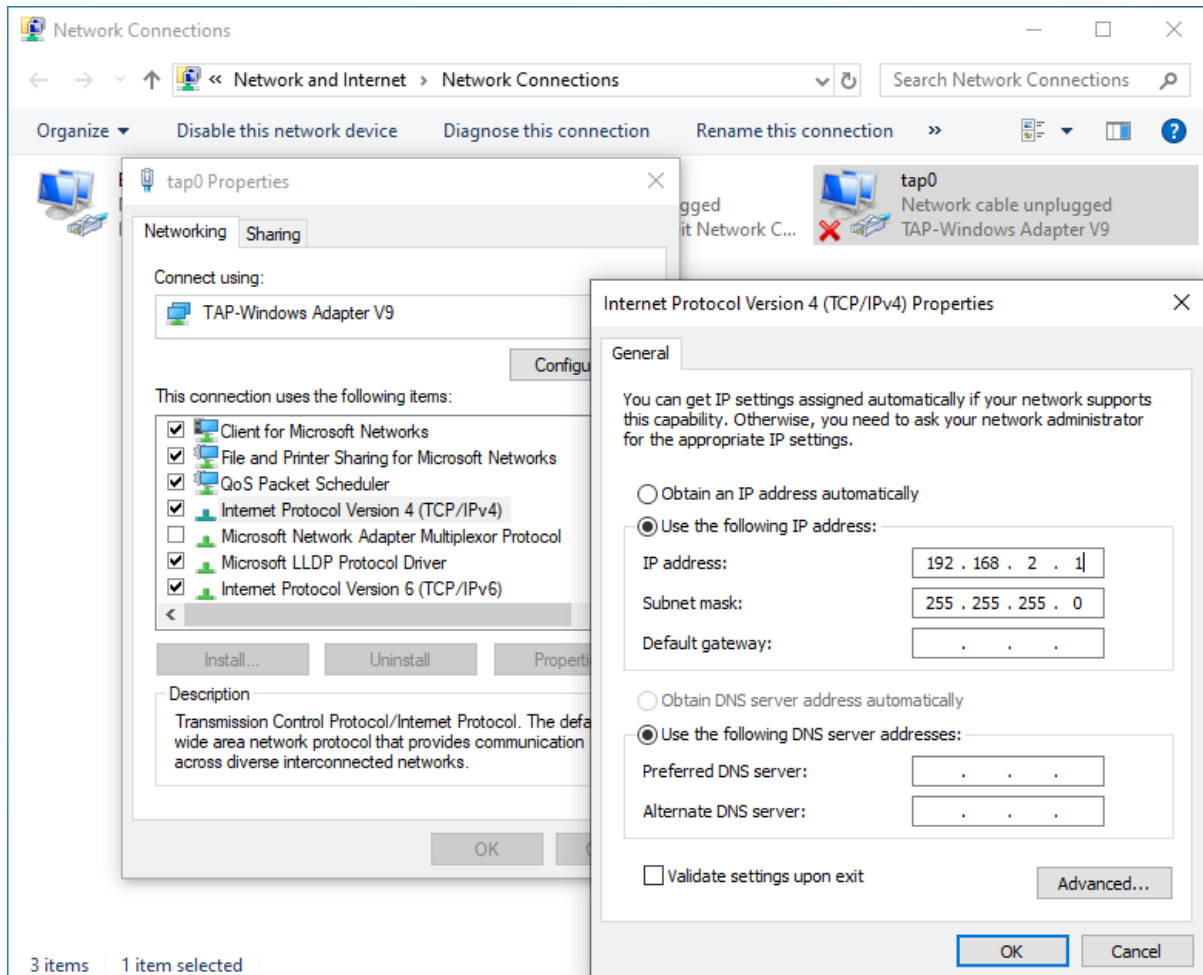 Network Connections
« Network and Internet › Network Connections
Search Network Connections
Organize
Disable this network device
Diagnose this connection
Rename this connection
»
tap0
Network cable unplugged
TAP-Windows Adapter V9
gged
it Network C...
tap0 Properties
Networking
Sharing
Connect using:
TAP-Windows Adapter V9
Configu
This connection uses the following items:
Client for Microsoft Networks
File and Printer Sharing for Microsoft Networks
QoS Packet Scheduler
Internet Protocol Version 4 (TCP/IPv4)
Microsoft Network Adapter Multiplexor Protocol
Microsoft LLDP Protocol Driver
Internet Protocol Version 6 (TCP/IPv6)
Install...
Uninstall
Properti
Description
Transmission Control Protocol/Internet Protocol. The defa
wide area network protocol that provides communication
across diverse interconnected networks.
OK
Internet Protocol Version 4 (TCP/IPv4) Properties
General
You can get IP settings assigned automatically if your network supports
this capability. Otherwise, you need to ask your network administrator
for the appropriate IP settings.
Obtain an IP address automatically
Use the following IP address:
IP address: 192 . 168 . 2 . 1
Subnet mask: 255 . 255 . 255 . 0
Default gateway: . . .
Obtain DNS server address automatically
Use the following DNS server addresses:
Preferred DNS server: . . .
Alternate DNS server: . . .
Validate settings upon exit
Advanced...
OK
Cancel
3 items
1 item selected